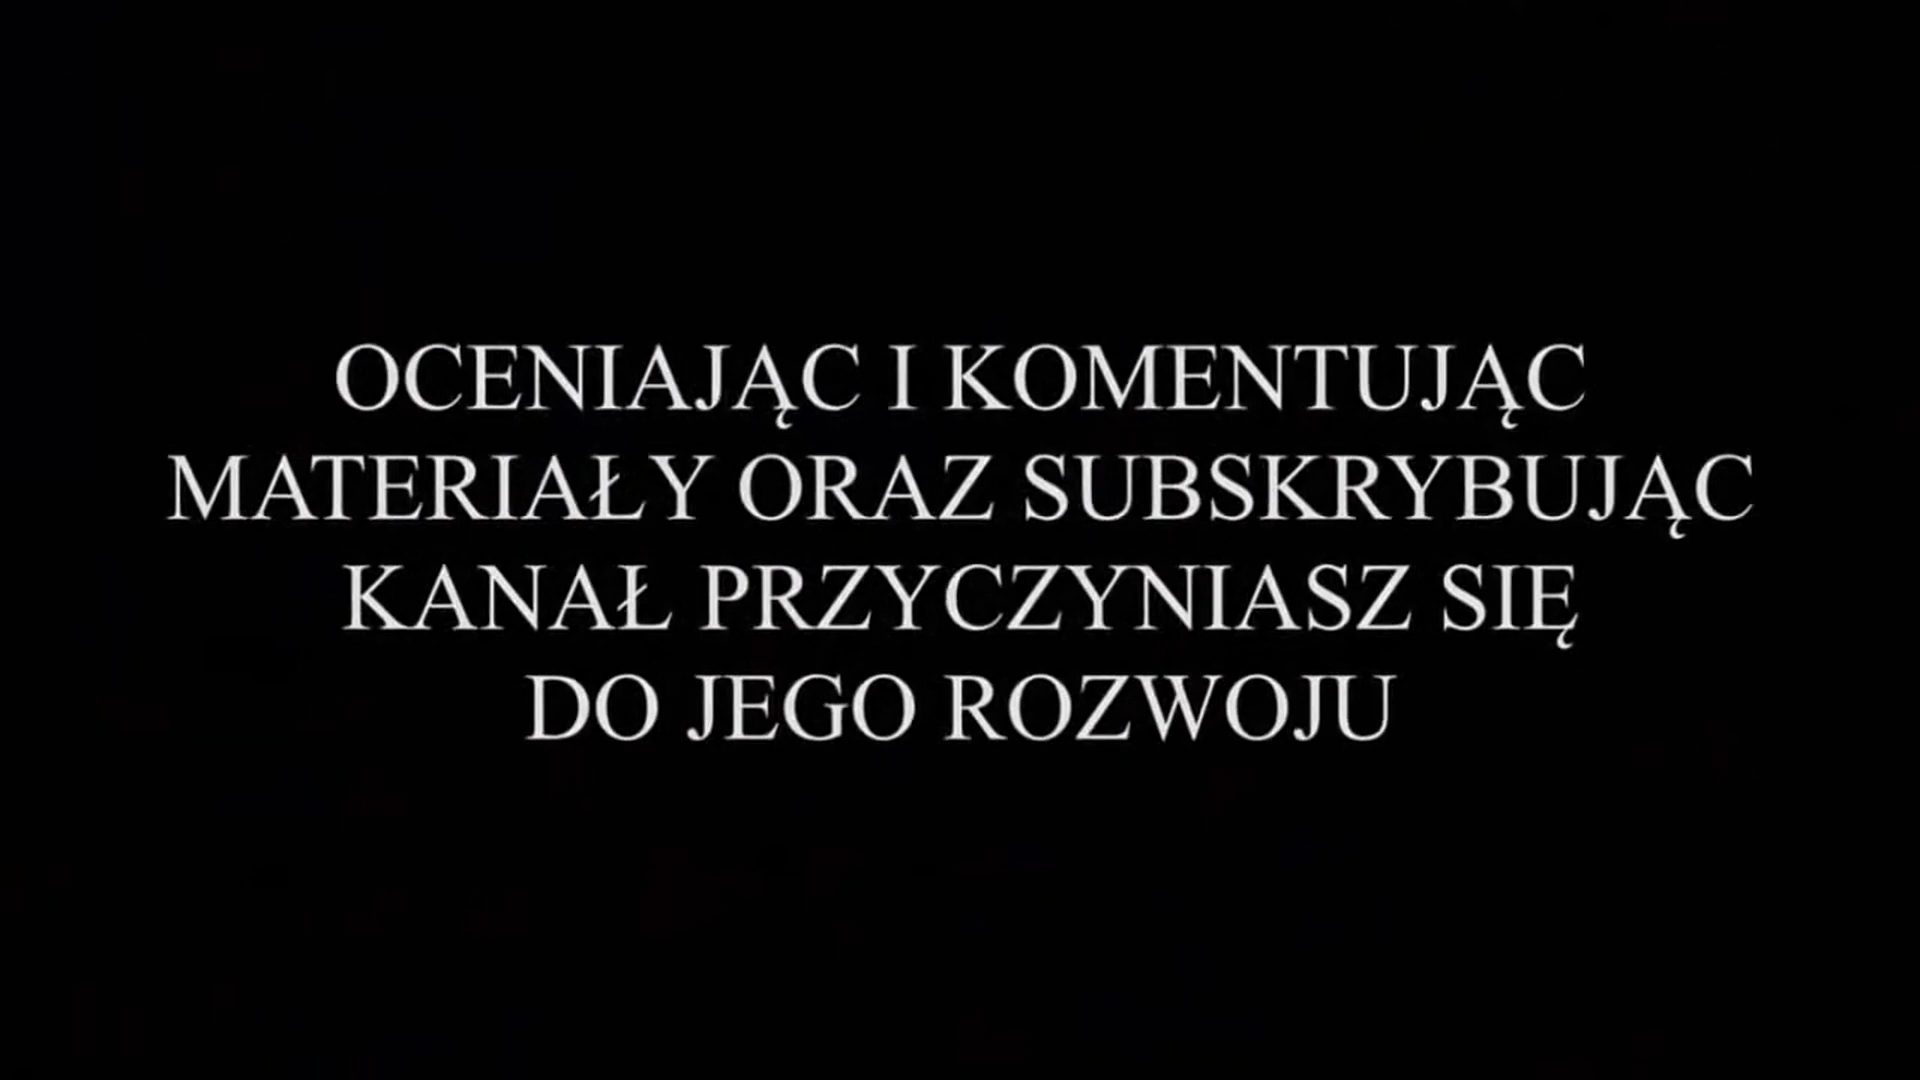 OCENIAJĄC I KOMENTUJĄC
MATERIAŁY ORAZ SUBSKRYBUJĄC
KANAŁ PRZYCZYNIASZ SIĘ
DO JEGO ROZWOJU